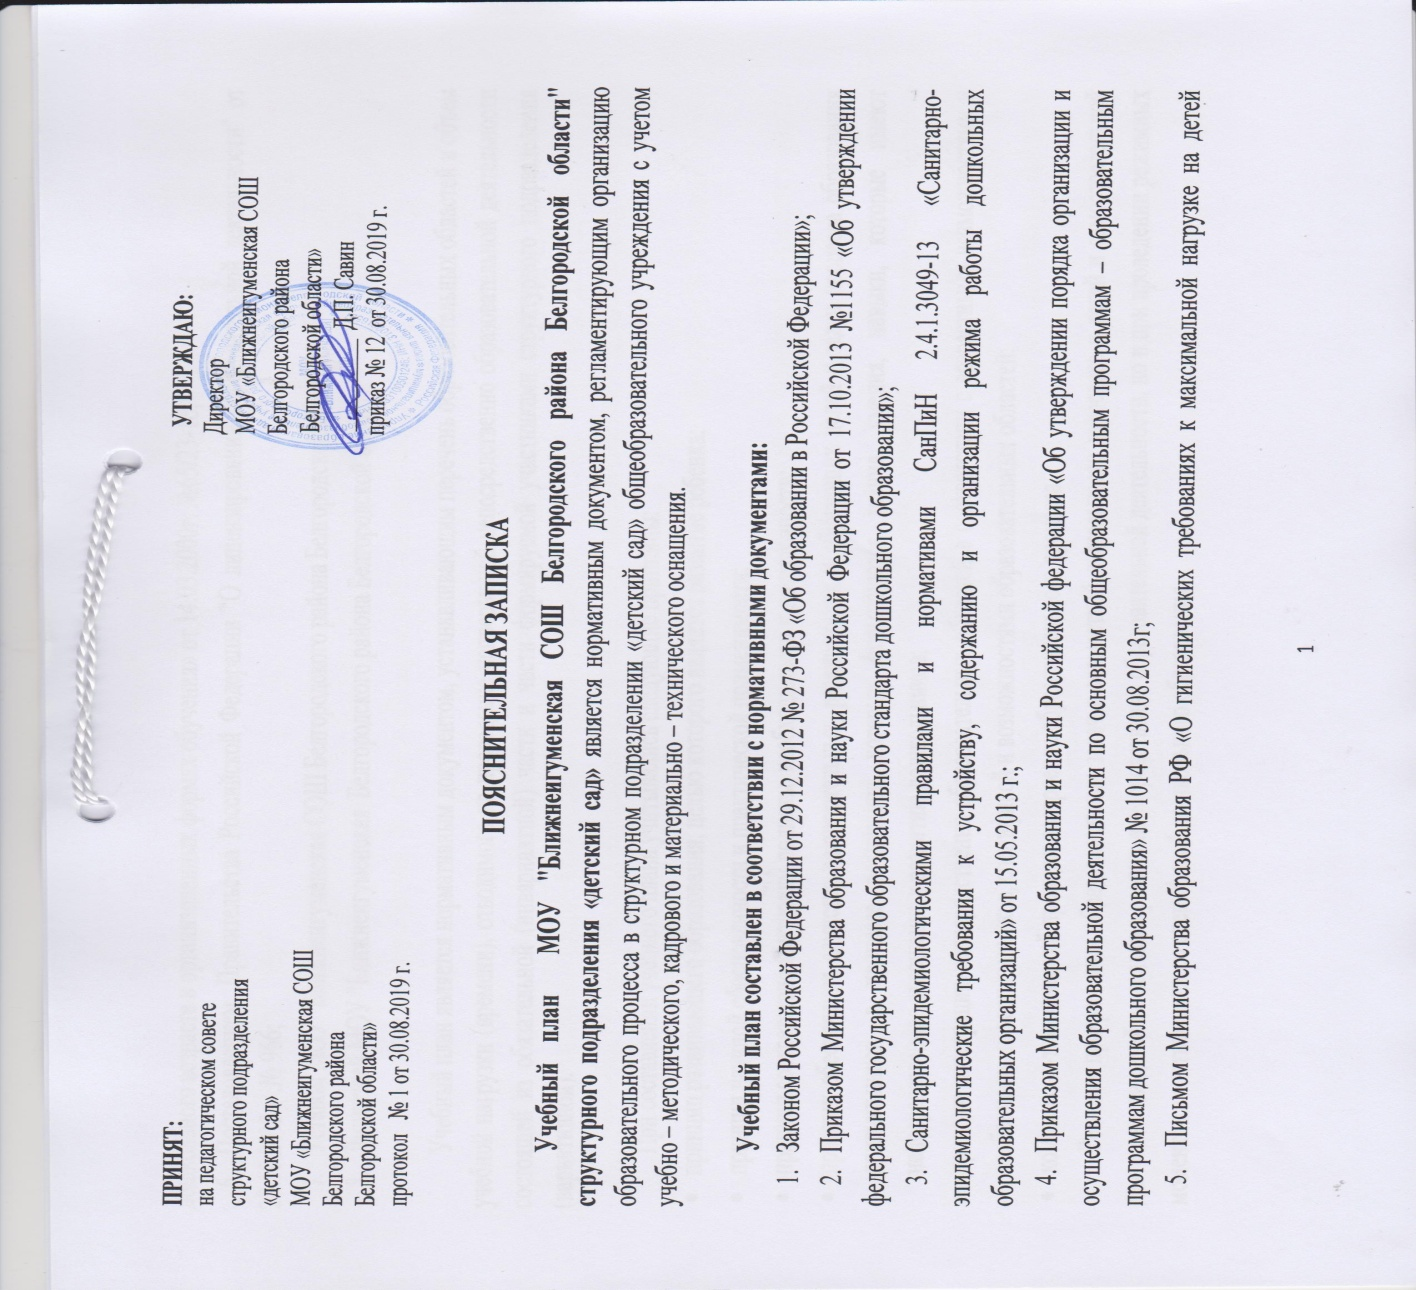 ПРИНЯТ:
на педагогическом совете
структурного подразделения
«детский сад»
МОУ «Ближнеигуменская СОШ
Белгородского района
Белгородской области»
протокол № 1 от 30.08.2019 г.
УТВЕРЖДАЮ:
Директор
МОУ «Ближнеигуменская СОШ
Белгородского района
Белгородской области»
Д.П. Савин
приказ № 12 от 30.08.2019 г.
ПОЯСНИТЕЛЬНАЯ ЗАПИСКА
Учебный план МОУ "Ближнеигуменская СОШ Белгородского района Белгородской области"
структурного подразделения «детский сад» является нормативным документом, регламентирующим организацию
образовательного процесса в структурном подразделении «детский сад» общеобразовательного учреждения с учетом
учебно – методического, кадрового и материально – технического оснащения.
Учебный план составлен в соответствии с нормативными документами:
1. Законом Российской Федерации от 29.12.2012 № 273-ФЗ «Об образовании в Российской Федерации»;
2. Приказом Министерства образования и науки Российской Федерации от 17.10.2013 №1155 «Об утверждении
федерального государственного образовательного стандарта дошкольного образования»;
3. Санитарно-эпидемиологическими правилами и нормативами СанПиН 2.4.1.3049-13 «Санитарно-
эпидемиологические требования к устройству, содержанию и организации режима работы дошкольных
образовательных организаций» от 15.05.2013 г.;
4. Приказом Министерства образования и науки Российской федерации «Об утверждении порядка организации и
осуществления образовательной деятельности по основным общеобразовательным программам – образовательным
программам дошкольного образования» № 1014 от 30.08.2013г;
5. Письмом Министерства образования РФ «О гигиенических требованиях к максимальной нагрузке на детей
1